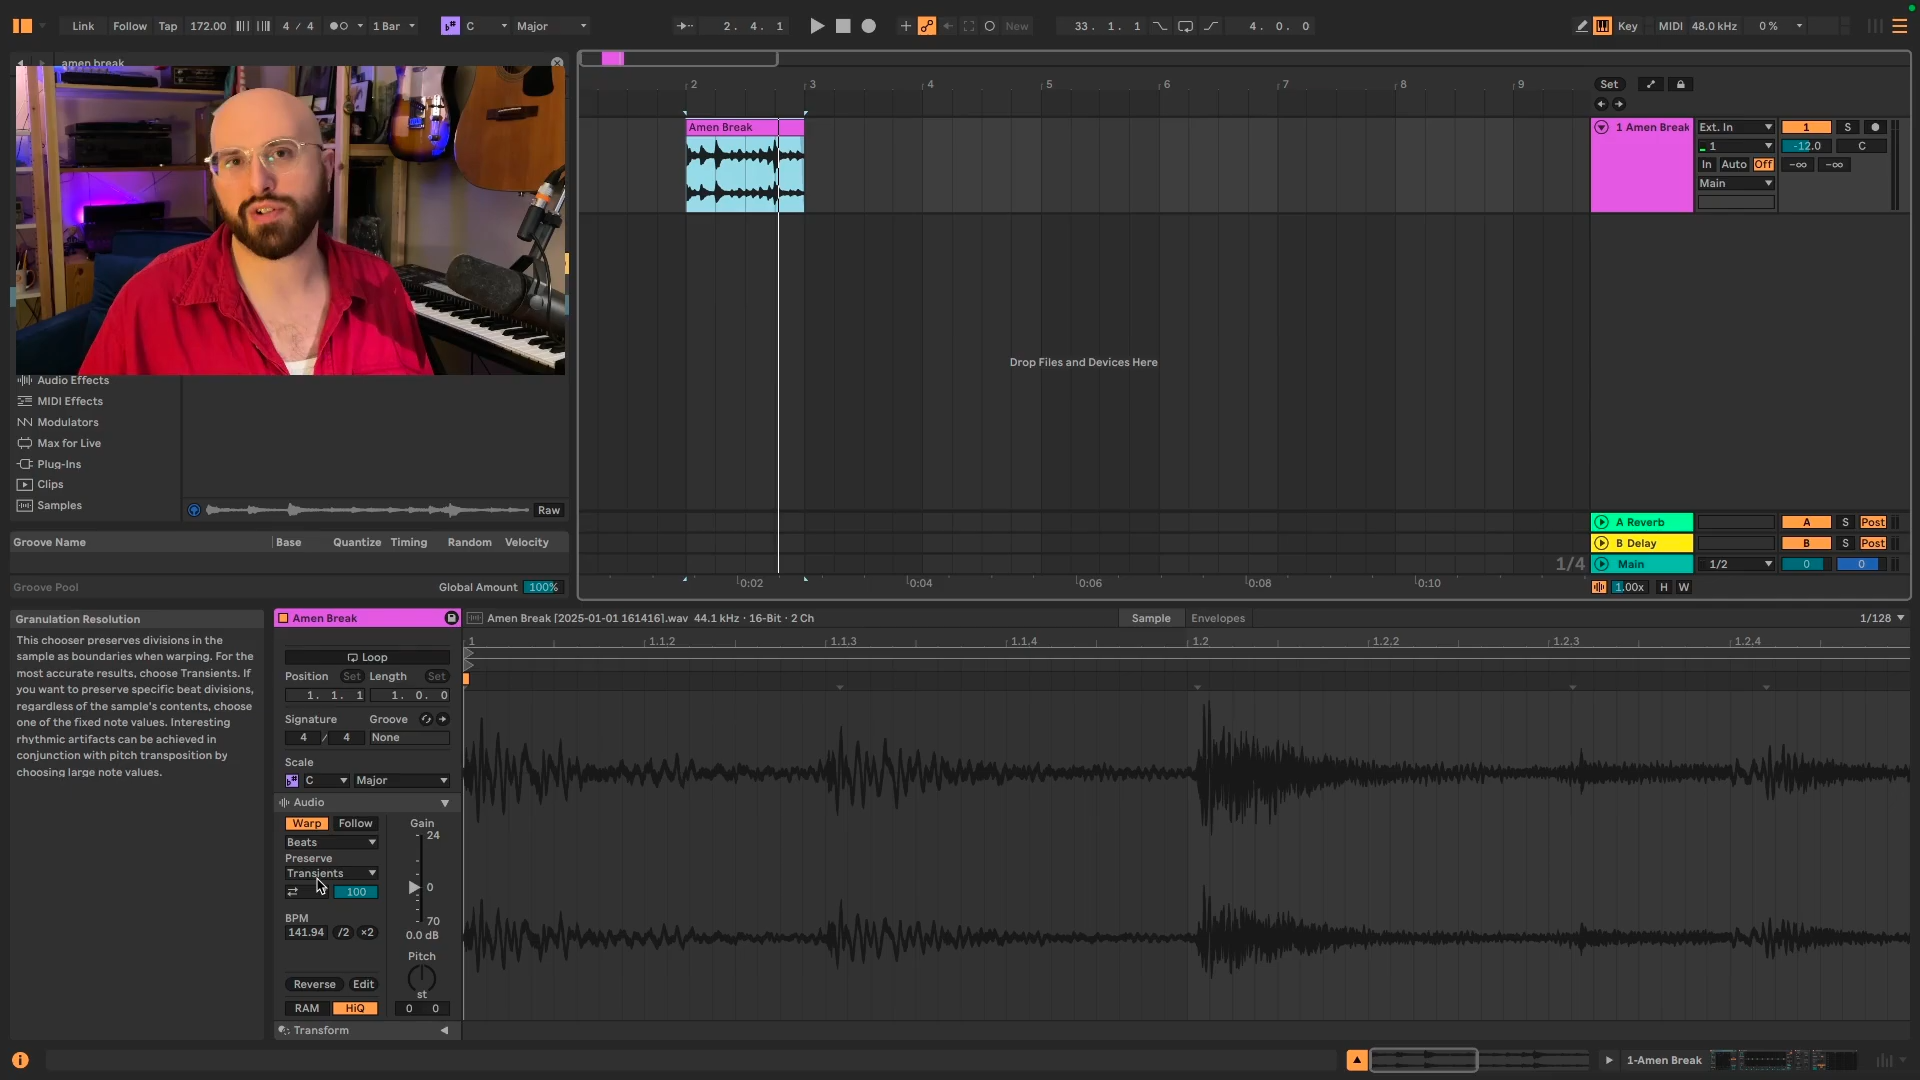 Link Follow Tap 172.00 4 / 4 1 Bar C Major 2. 4. 1 New 33. 1. 1 4. 0. 0 Key MIDI 48.0 kHz 0 %
amen break
2 3 4 5 6 7 8 9 Set
Amen Break
1 Amen Break Ext. In 1 S
1 -12.0 C
In Auto Off -∞ -∞
Main
Drop Files and Devices Here
Audio Effects
MIDI Effects
Modulators
Max for Live
Plug-Ins
Clips
Samples
Raw
A Reverb A S Post
B Delay B S Post
1/4 Main 1/2 0 0
0:02 0:04 0:06 0:08 0:10 1.00x H W
Groove Name Base Quantize Timing Random Velocity
Groove Pool Global Amount 100%
Granulation Resolution
This chooser preserves divisions in the
sample as boundaries when warping. For the
most accurate results, choose Transients. If
you want to preserve specific beat divisions,
regardless of the sample's contents, choose
one of the fixed note values. Interesting
rhythmic artifacts can be achieved in
conjunction with pitch transposition by
choosing large note values.
Amen Break
Loop
Position Set Length Set
1. 1. 1 1. 0. 0
Signature Groove
4 / 4 None
Scale
C Major
Audio
Warp Follow Gain
24
Beats
Preserve
Transients
100 0
BPM
141.94 /2 ×2
70
0.0 dB
Pitch
Reverse Edit
st
RAM HiQ 0 0
Transform
Amen Break [2025-01-01 161416].wav 44.1 kHz · 16-Bit · 2 Ch Sample Envelopes 1/128
1 1.1.2 1.1.3 1.1.4 1.2 1.2.2 1.2.3 1.2.4
1-Amen Break